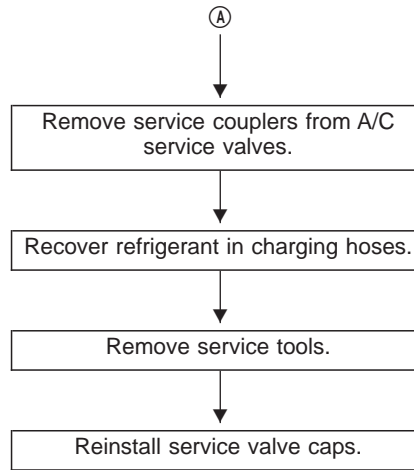 Ⓐ
Remove service couplers from A/C
service valves.
Recover refrigerant in charging hoses.
Remove service tools.
Reinstall service valve caps.